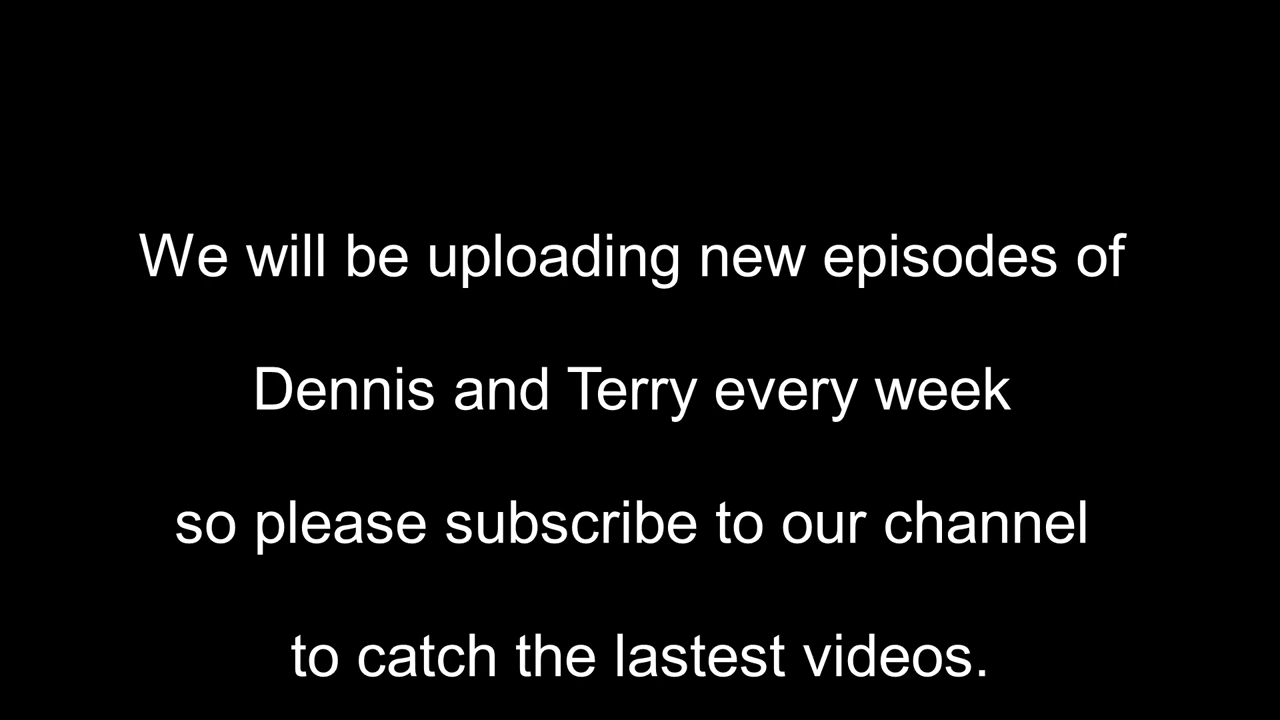 We will be uploading new episodes of
Dennis and Terry every week
so please subscribe to our channel
to catch the lastest videos.